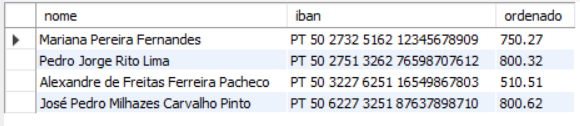 nome iban ordenado
Mariana Pereira Fernandes PT 50 2732 5162 12345678909 750.27
Pedro Jorge Rito Lima PT 50 2751 3262 76598707612 800.32
Alexandre de Freitas Ferreira Pacheco PT 50 3227 6251 16549867803 510.51
José Pedro Milhazes Carvalho Pinto PT 50 6227 3251 87637898710 800.62